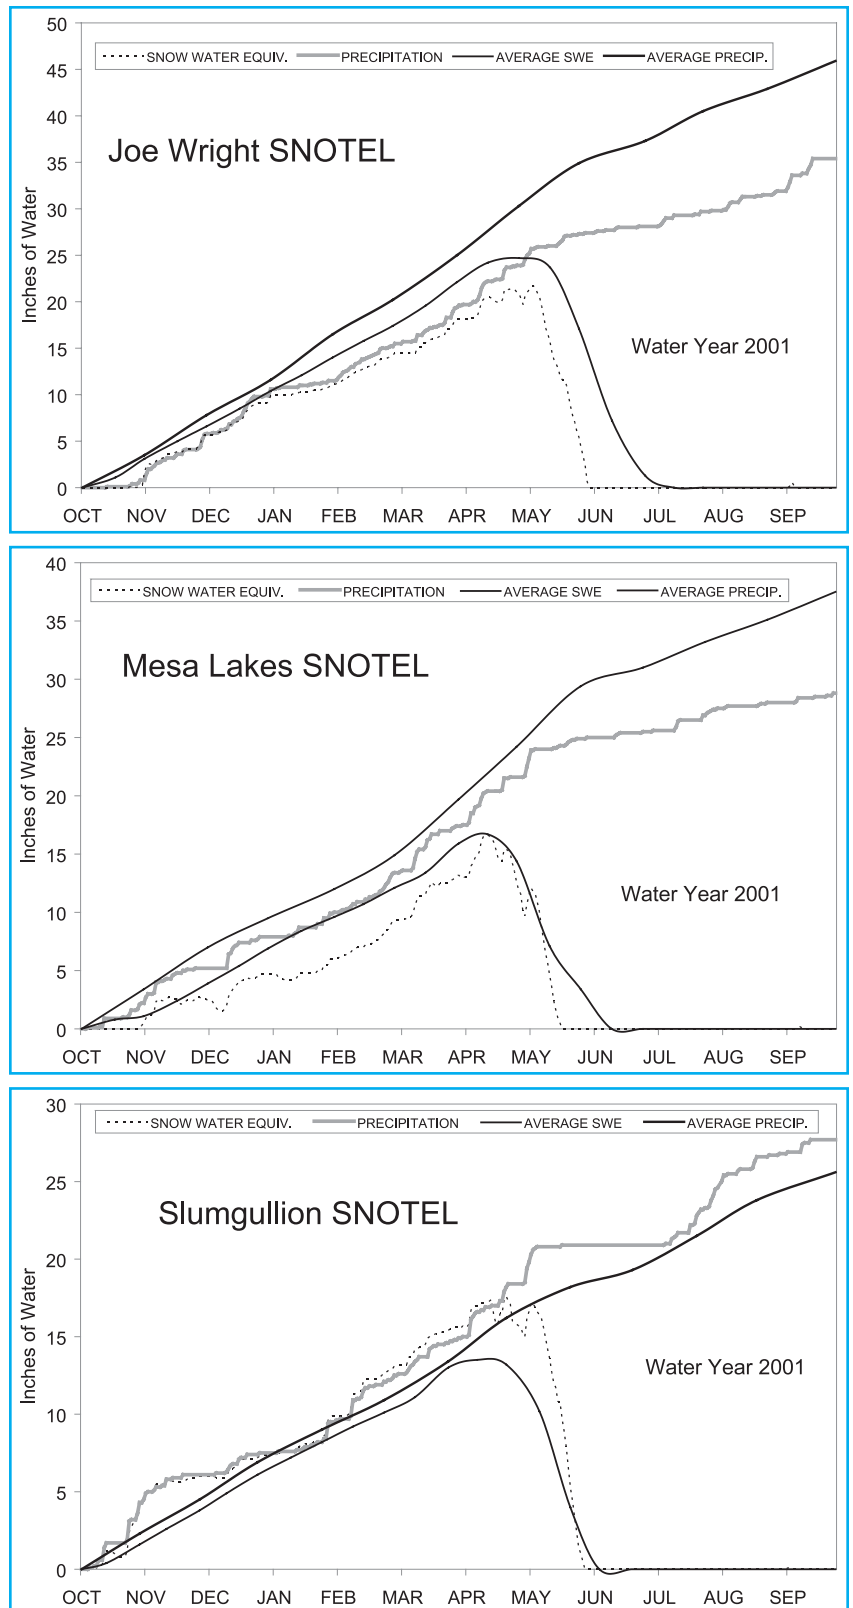 50
SNOW WATER EQUIV. PRECIPITATION AVERAGE SWE AVERAGE PRECIP.
45
40
Joe Wright SNOTEL
35
30
25
Inches of Water
20
15
Water Year 2001
10
5
0
OCT NOV DEC JAN FEB MAR APR MAY JUN JUL AUG SEP
40
SNOW WATER EQUIV. PRECIPITATION AVERAGE SWE AVERAGE PRECIP.
35
Mesa Lakes SNOTEL
30
25
Inches of Water
20
15
Water Year 2001
10
5
0
OCT NOV DEC JAN FEB MAR APR MAY JUN JUL AUG SEP
30
SNOW WATER EQUIV. PRECIPITATION AVERAGE SWE AVERAGE PRECIP.
25
Slumgullion SNOTEL
20
Inches of Water
15
Water Year 2001
10
5
0
OCT NOV DEC JAN FEB MAR APR MAY JUN JUL AUG SEP